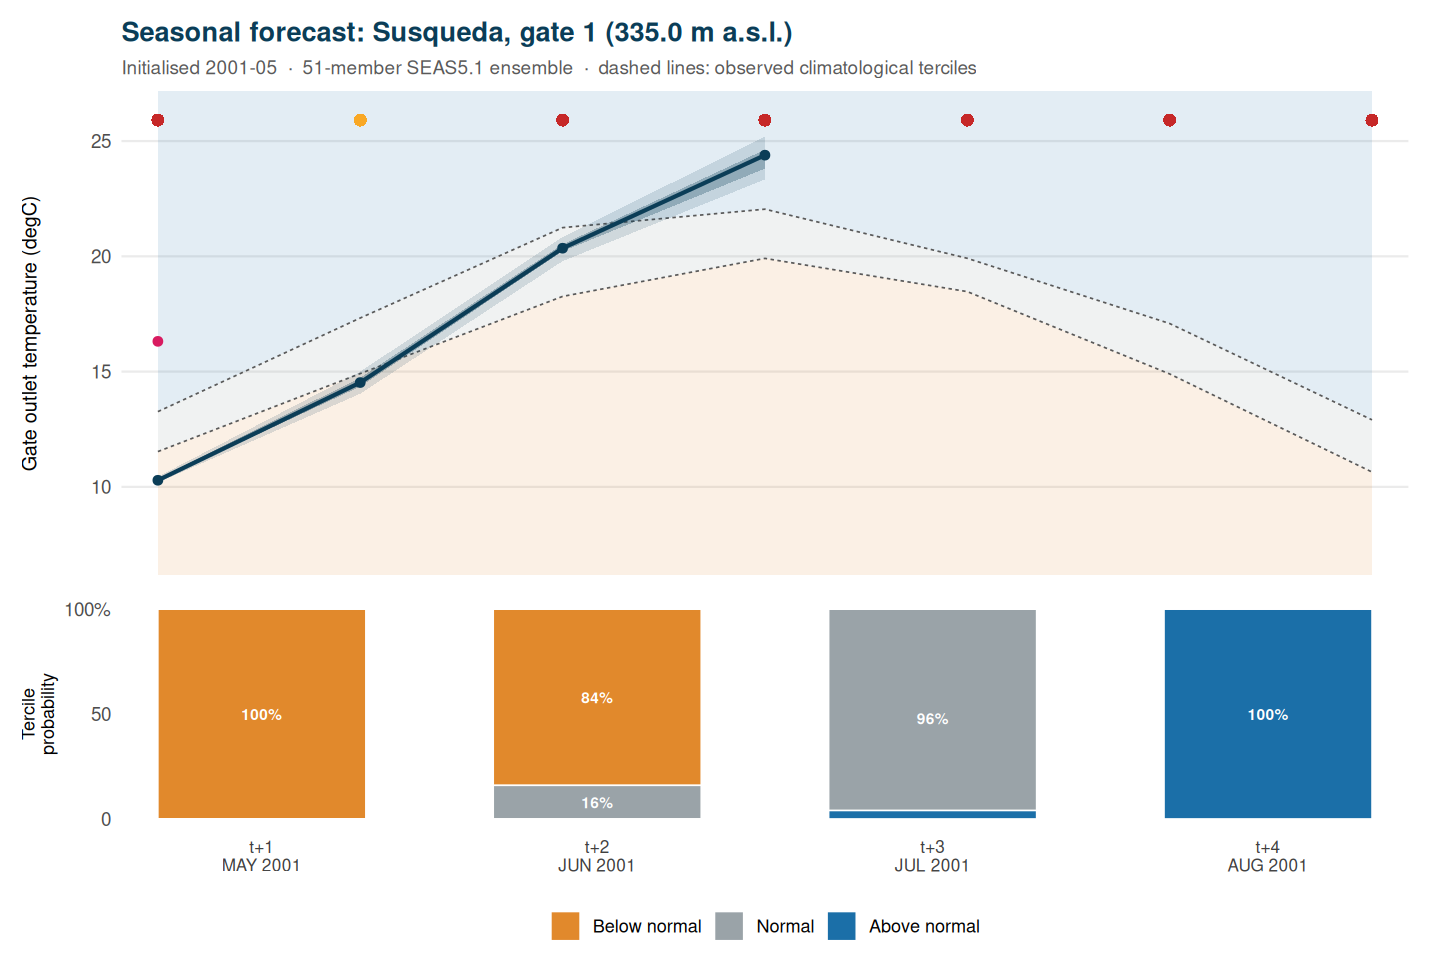 Seasonal forecast: Susqueda, gate 1 (335.0 m a.s.l.)
Initialised 2001-05 · 51-member SEAS5.1 ensemble · dashed lines: observed climatological terciles
Gate outlet temperature (degC)
25
20
15
10
Tercile
probability
100%
50
0
100%
84%
16%
96%
100%
t+1
MAY 2001
t+2
JUN 2001
t+3
JUL 2001
t+4
AUG 2001
Below normal
Normal
Above normal